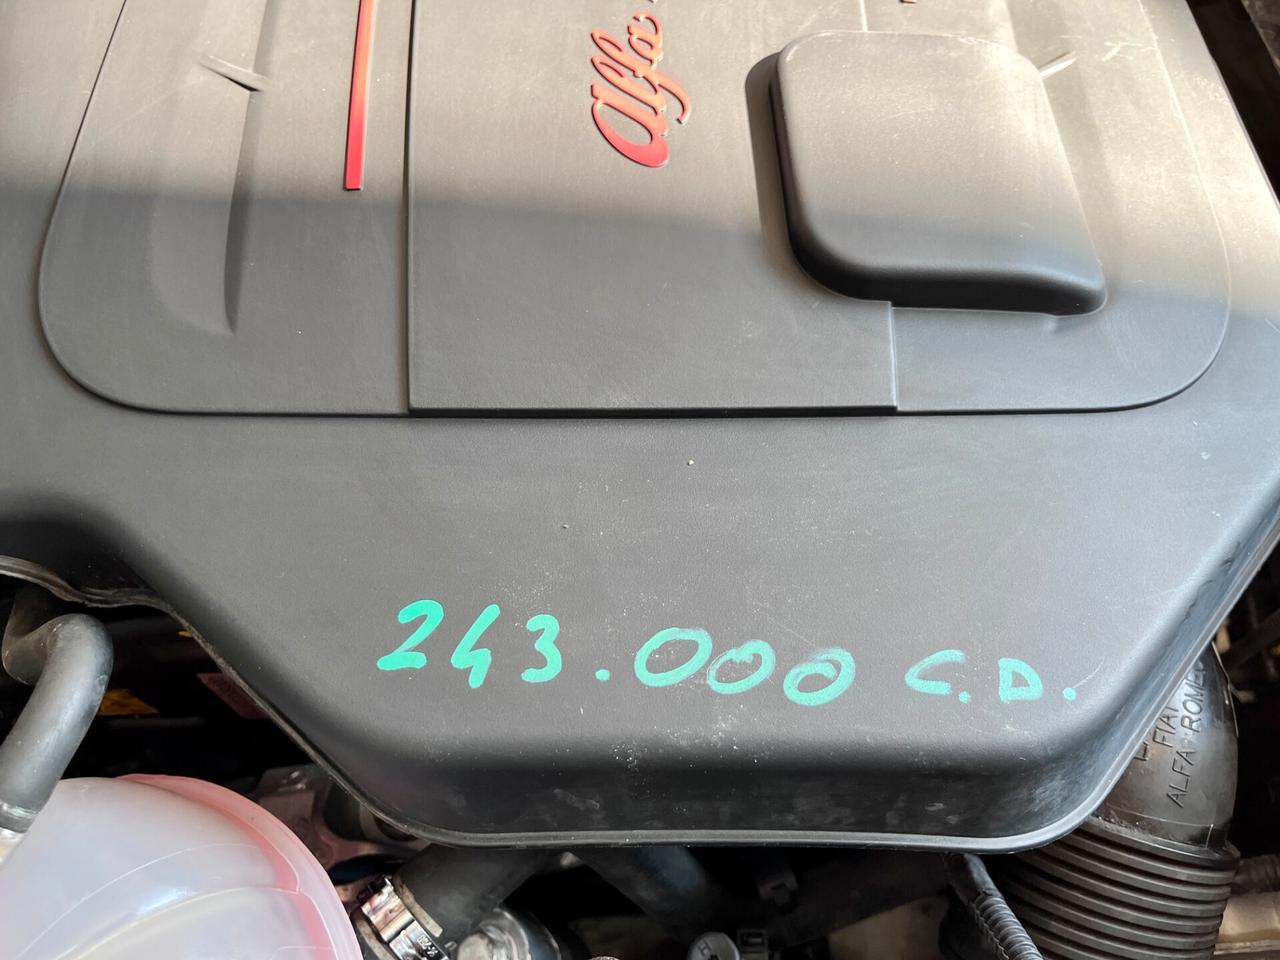 Alfa
243.000 C.D.
FIAT
ALFA ROMEO